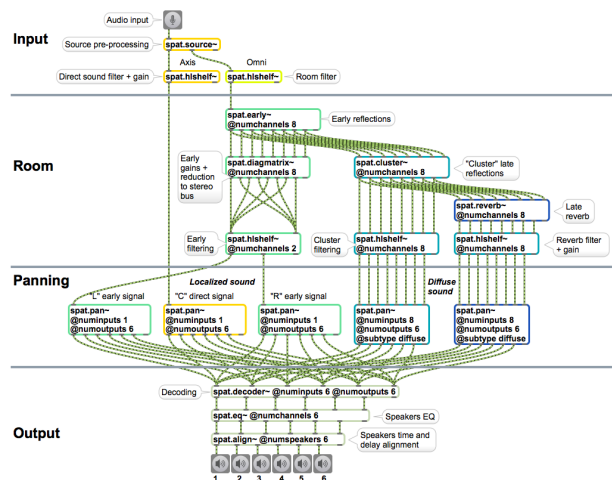 Audio input
Input
Source pre-processing
spat.source~
Axis
Omni
Direct sound filter + gain
spat.hlshelf~
spat.hlshelf~
Room filter
spat.early~
@numchannels 8
Early reflections
Room
Early
gains +
reduction
to stereo
bus
spat.diagmatrix~
@numchannels 8
spat.cluster~
@numchannels 8
"Cluster" late
reflections
spat.reverb~
@numchannels 8
Late
reverb
Early
filtering
spat.hlshelf~
@numchannels 2
Cluster
filtering
spat.hlshelf~
@numchannels 8
spat.hlshelf~
@numchannels 8
Reverb filter
+ gain
Panning
Localized sound
Diffuse
sound
"L" early signal
"C" direct signal
"R" early signal
spat.pan~
@numinputs 1
@numoutputs 6
spat.pan~
@numinputs 1
@numoutputs 6
spat.pan~
@numinputs 1
@numoutputs 6
spat.pan~
@numinputs 8
@numoutputs 6
@subtype diffuse
spat.pan~
@numinputs 8
@numoutputs 6
@subtype diffuse
Decoding
spat.decoder~ @numinputs 6 @numoutputs 6
spat.eq~ @numchannels 6
Speakers EQ
Output
spat.align~ @numspeakers 6
Speakers time and
delay alignment
1 2 3 4 5 6